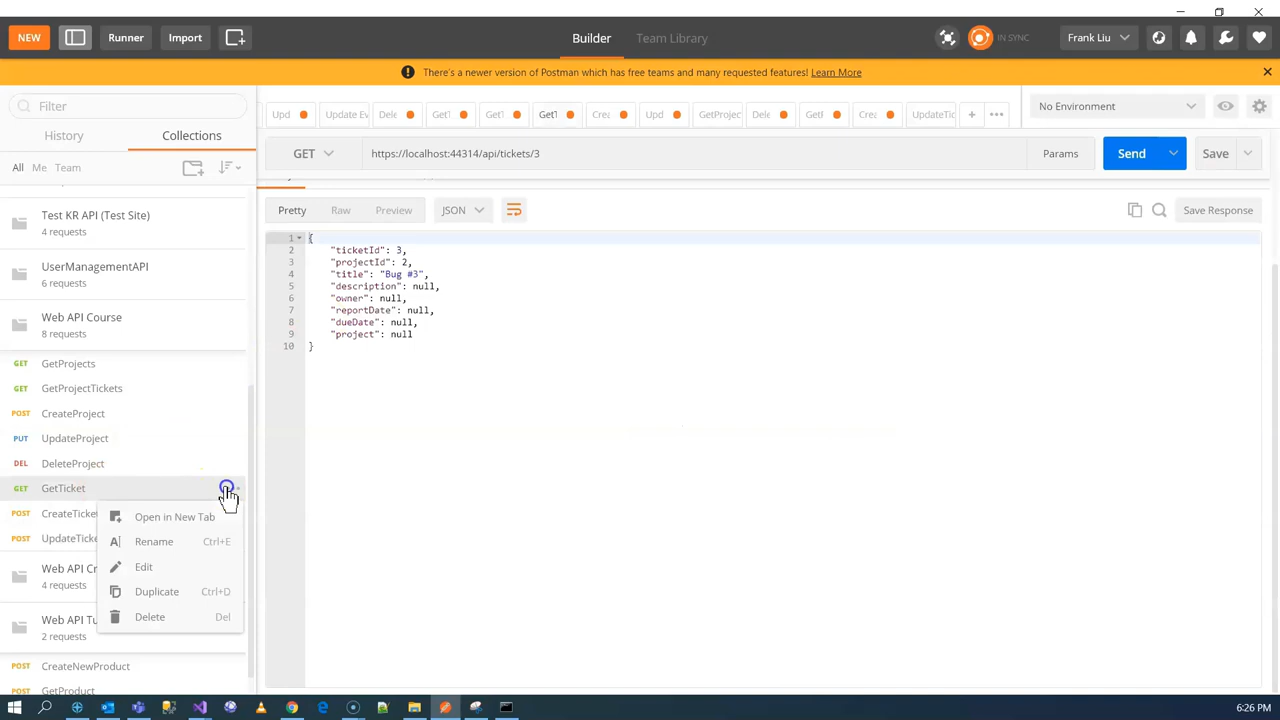 NEW
Runner
Import
Builder
Team Library
IN SYNC
Frank Liu
There's a newer version of Postman which has free teams and many requested features! Learn More
Filter
Upd
Update Ev
Dele
GetT
GetT
GetT
Crea
Upd
GetProjec
Dele
GetF
Crea
UpdateTic
No Environment
History
Collections
GET
https://localhost:44314/api/tickets/3
Params
Send
Save
All Me Team
Pretty
Raw
Preview
JSON
Save Response
Test KR API (Test Site)
4 requests
UserManagementAPI
6 requests
Web API Course
8 requests
GET GetProjects
GET GetProjectTickets
POST CreateProject
PUT UpdateProject
DEL DeleteProject
GET GetTicket
POST CreateTicke
POST UpdateTicke
Web API Cr
4 requests
Web API Tu
2 requests
POST CreateNewProduct
POST GetProduct
Open in New Tab
Rename Ctrl+E
Edit
Duplicate Ctrl+D
Delete Del
1 {
2 "ticketId": 3,
3 "projectId": 2,
4 "title": "Bug #3",
5 "description": null,
6 "owner": null,
7 "reportDate": null,
8 "dueDate": null,
9 "project": null
10 }
6:26 PM